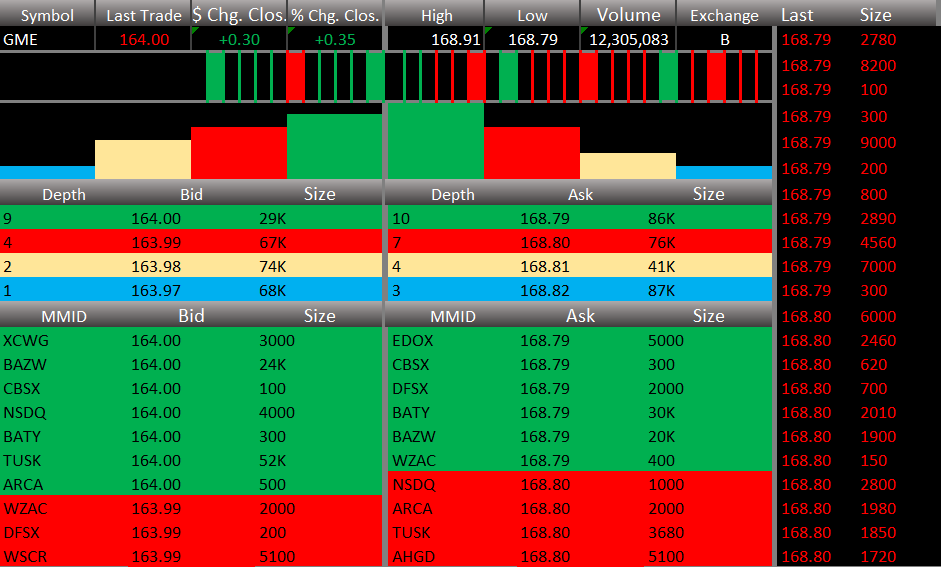 Symbol Last Trade $ Chg. Clos. % Chg. Clos. High Low Volume Exchange Last Size
GME 164.00 +0.30 +0.35 168.91 168.79 12,305,083 B 168.79 2780
168.79 8200
168.79 100
168.79 300
168.79 9000
168.79 200
Depth Bid Size Depth Ask Size 168.79 800
9 164.00 29K 10 168.79 86K 168.79 2890
4 163.99 67K 7 168.80 76K 168.79 4560
2 163.98 74K 4 168.81 41K 168.79 7000
1 163.97 68K 3 168.82 87K 168.79 300
MMID Bid Size MMID Ask Size 168.80 6000
XCWG 164.00 3000 EDOX 168.79 5000 168.80 2460
BAZW 164.00 24K CBSX 168.79 300 168.80 620
CBSX 164.00 100 DFSX 168.79 2000 168.80 700
NSDQ 164.00 4000 BATY 168.79 30K 168.80 2010
BATY 164.00 300 BAZW 168.79 20K 168.80 1900
TUSK 164.00 52K WZAC 168.79 400 168.80 150
ARCA 164.00 500 NSDQ 168.80 1000 168.80 2800
WZAC 163.99 2000 ARCA 168.80 2000 168.80 1980
DFSX 163.99 200 TUSK 168.80 3680 168.80 1850
WSCR 163.99 5100 AHGD 168.80 5100 168.80 1720